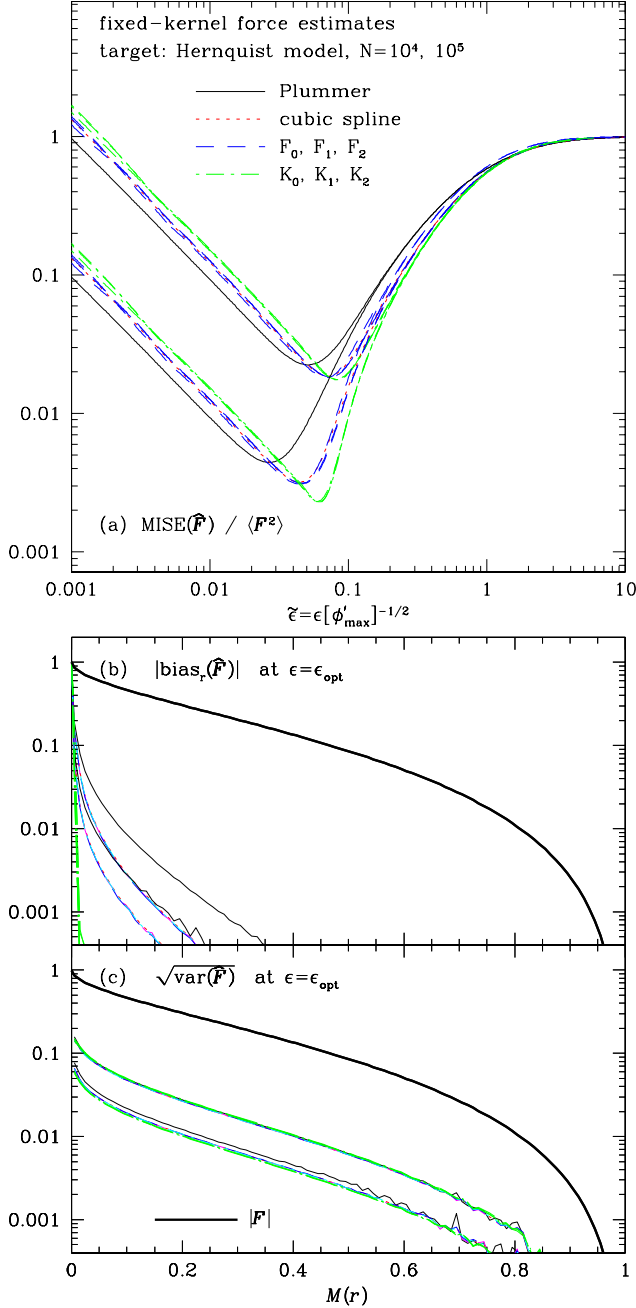 fixed-kernel force estimates
target: Hernquist model, N=10⁴, 10⁵
Plummer
cubic spline
F₀, F₁, F₂
K₀, K₁, K₂
1
0.1
0.01
0.001
(a) MISE(F̂) / ⟨F²⟩
0.001 0.01 0.1 1 10
ε̃=ε[ϕ′max]^-1/2
(b) |bias_r(F̂)| at ε=ε_opt
1
0.1
0.01
0.001
(c) √var(F̂) at ε=ε_opt
1
0.1
0.01
0.001
|F|
0 0.2 0.4 0.6 0.8 1
M(r)